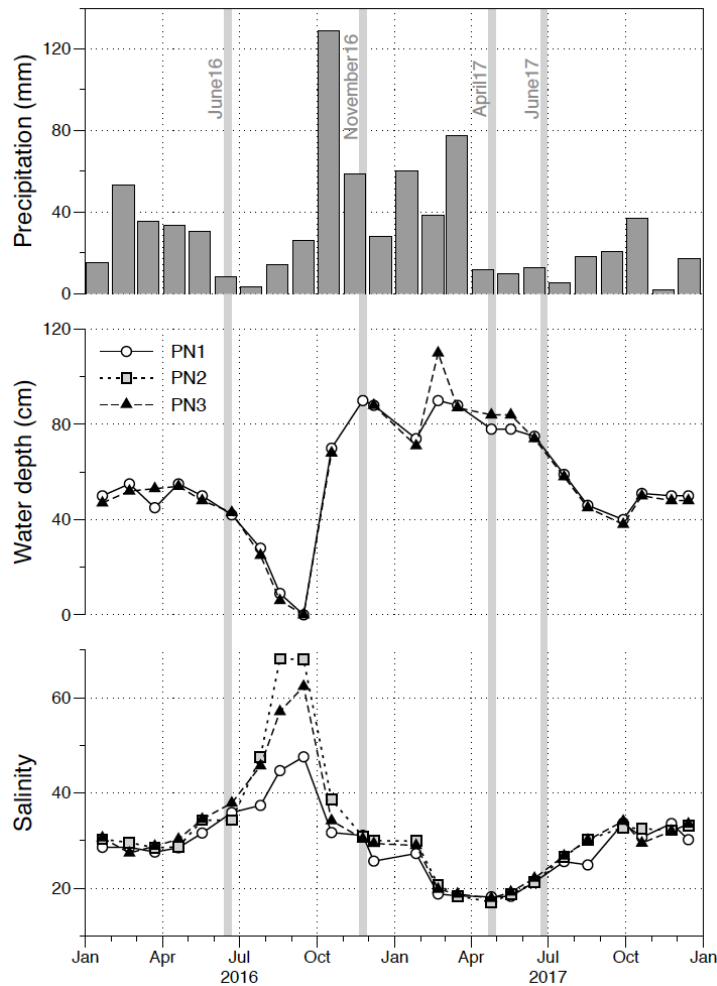 Precipitation (mm)
120
80
40
0
June16
November16
April17
June17
Water depth (cm)
120
80
40
0
PN1
PN2
PN3
Salinity
60
40
20
Jan Apr Jul Oct Jan Apr Jul Oct Jan
2016 2017